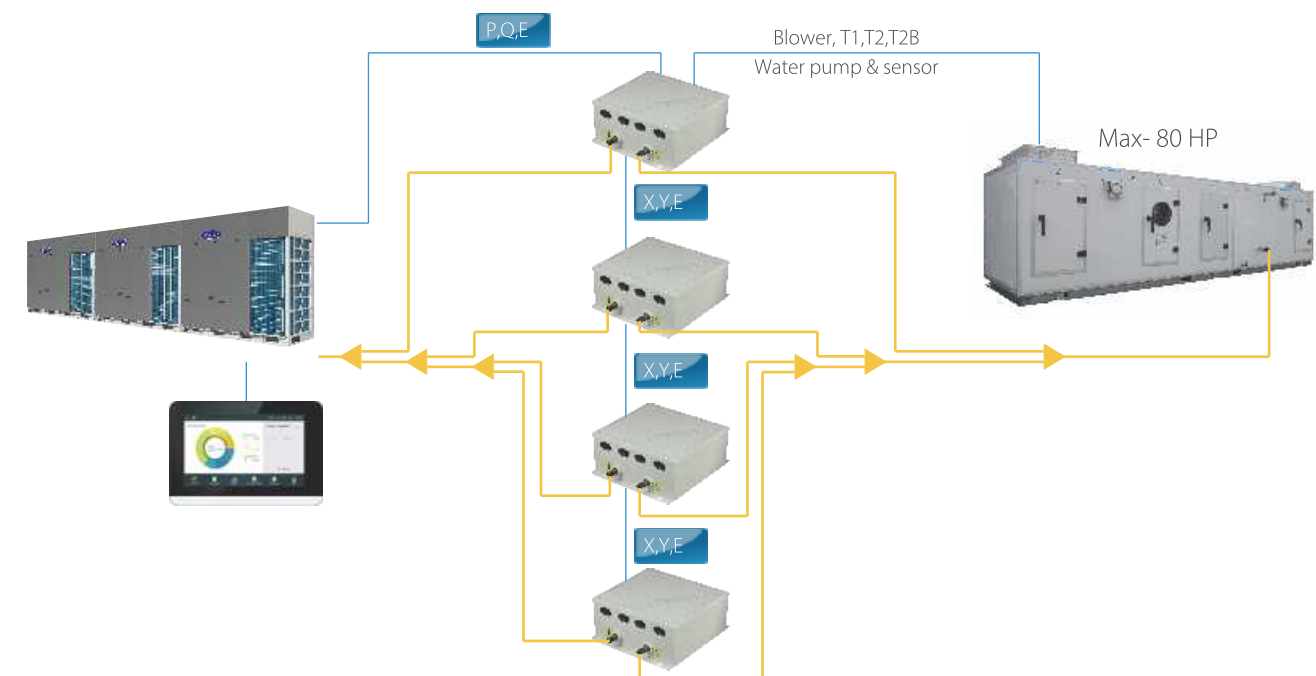 P,Q,E
Blower, T1,T2,T2B
Water pump & sensor
Max- 80 HP
X,Y,E
X,Y,E
X,Y,E